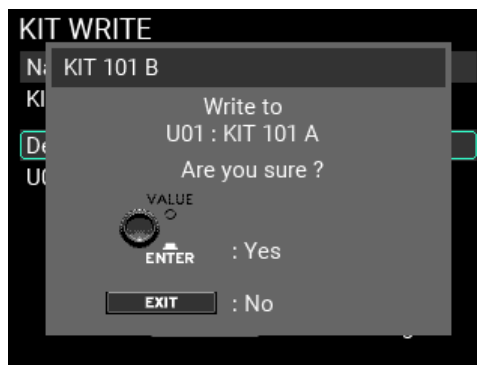 KIT WRITE
KIT 101 B
Write to
U01 : KIT 101 A
Are you sure ?
VALUE
ENTER : Yes
EXIT : No